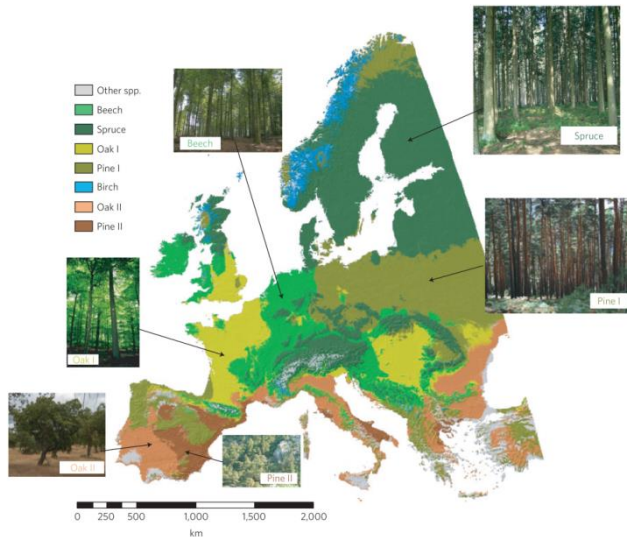 Other spp.
Beech
Spruce
Oak I
Pine I
Birch
Oak II
Pine II
Beech
Spruce
Pine I
Oak I
Oak II
Pine II
0 250 500 1,000 1,500 2,000
km